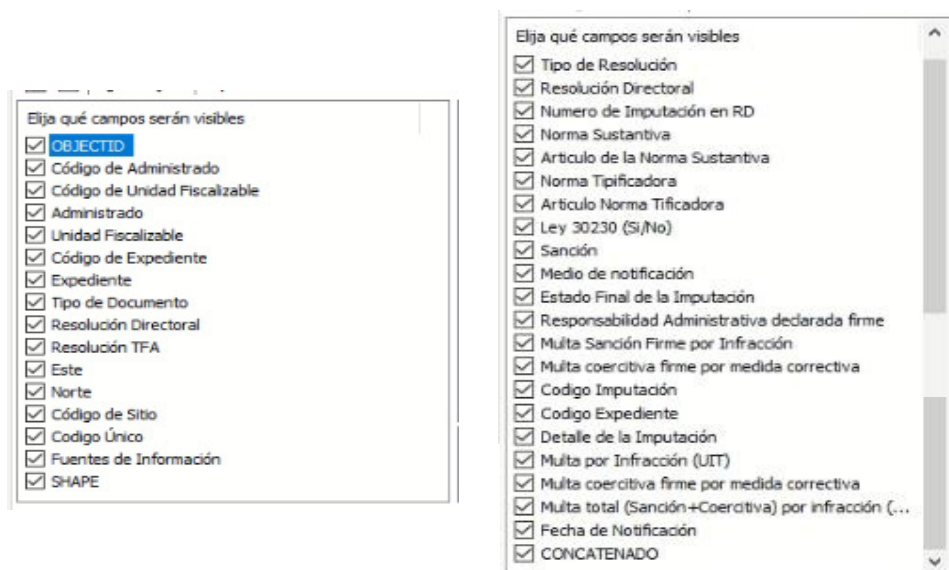 Elija qué campos serán visibles
OBJECTID
Código de Administrado
Código de Unidad Fiscalizable
Administrado
Unidad Fiscalizable
Código de Expediente
Expediente
Tipo de Documento
Resolución Directoral
Resolución TFA
Este
Norte
Código de Sitio
Codigo Único
Fuentes de Información
SHAPE
Elija qué campos serán visibles
Tipo de Resolución
Resolución Directoral
Numero de Imputación en RD
Norma Sustantiva
Articulo de la Norma Sustantiva
Norma Tipificadora
Articulo Norma Tificadora
Ley 30230 (Si/No)
Sanción
Medio de notificación
Estado Final de la Imputación
Responsabilidad Administrativa declarada firme
Multa Sanción Firme por Infracción
Multa coercitiva firme por medida correctiva
Codigo Imputación
Codigo Expediente
Detalle de la Imputación
Multa por Infracción (UIT)
Multa coercitiva firme por medida correctiva
Multa total (Sanción+Coercitiva) por infracción (...
Fecha de Notificación
CONCATENADO